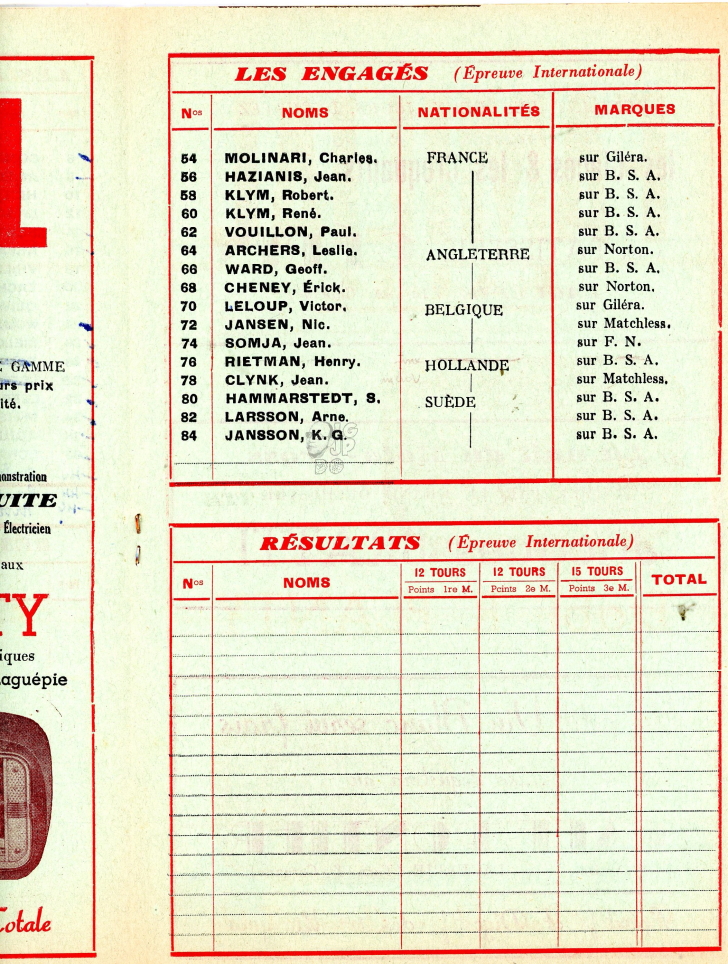 GAMME
urs prix
ité.
onstration
UITE
Électricien
aux
TY
iques
aguépie
Totale
LES ENGAGÉS (Épreuve Internationale)
Nos NOMS NATIONALITÉS MARQUES
54 MOLINARI, Charles. FRANCE sur Giléra.
56 HAZIANIS, Jean. sur B. S. A.
58 KLYM, Robert. sur B. S. A.
60 KLYM, René. sur B. S. A.
62 VOUILLON, Paul. sur B. S. A.
64 ARCHERS, Leslie. ANGLETERRE sur Norton.
66 WARD, Geoff. sur B. S. A.
68 CHENEY, Érick. sur Norton.
70 LELOUP, Victor. BELGIQUE sur Giléra.
72 JANSEN, Nic. sur Matchless.
74 SOMJA, Jean. sur F. N.
76 RIETMAN, Henry. HOLLANDE sur B. S. A.
78 CLYNK, Jean. sur Matchless.
80 HAMMARSTEDT, S. SUÈDE sur B. S. A.
82 LARSSON, Arne. sur B. S. A.
84 JANSSON, K. G. sur B. S. A.
RÉSULTATS (Épreuve Internationale)
Nos NOMS 12 TOURS 12 TOURS 15 TOURS TOTAL
Points 1re M. Points 2e M. Points 3e M.